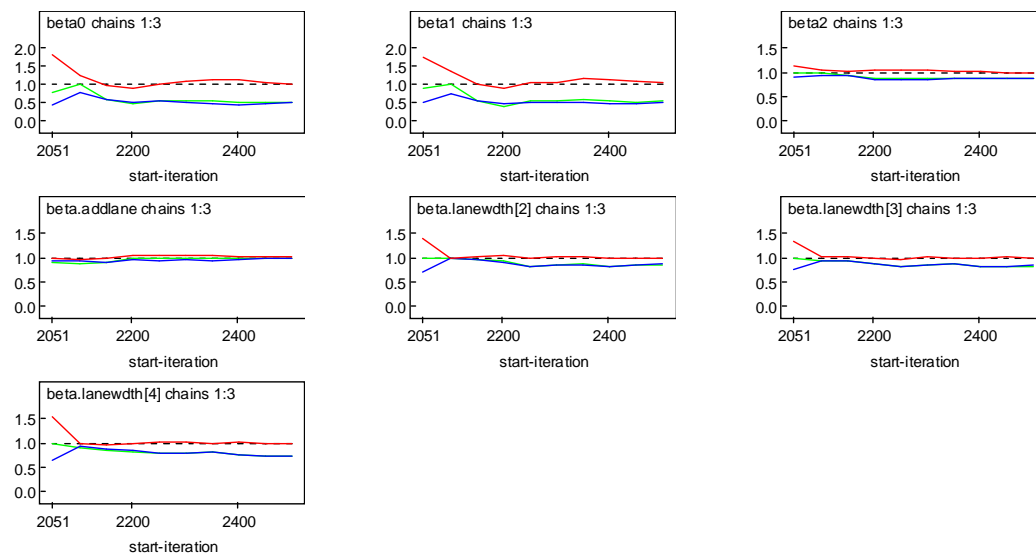 beta0 chains 1:3
2.0
1.5
1.0
0.5
0.0
2051 2200 2400
start-iteration
beta1 chains 1:3
2.0
1.5
1.0
0.5
0.0
2051 2200 2400
start-iteration
beta2 chains 1:3
1.5
1.0
0.5
0.0
2051 2200 2400
start-iteration
beta.addlane chains 1:3
1.5
1.0
0.5
0.0
2051 2200 2400
start-iteration
beta.lanewdth[2] chains 1:3
1.5
1.0
0.5
0.0
2051 2200 2400
start-iteration
beta.lanewdth[3] chains 1:3
1.5
1.0
0.5
0.0
2051 2200 2400
start-iteration
beta.lanewdth[4] chains 1:3
1.5
1.0
0.5
0.0
2051 2200 2400
start-iteration